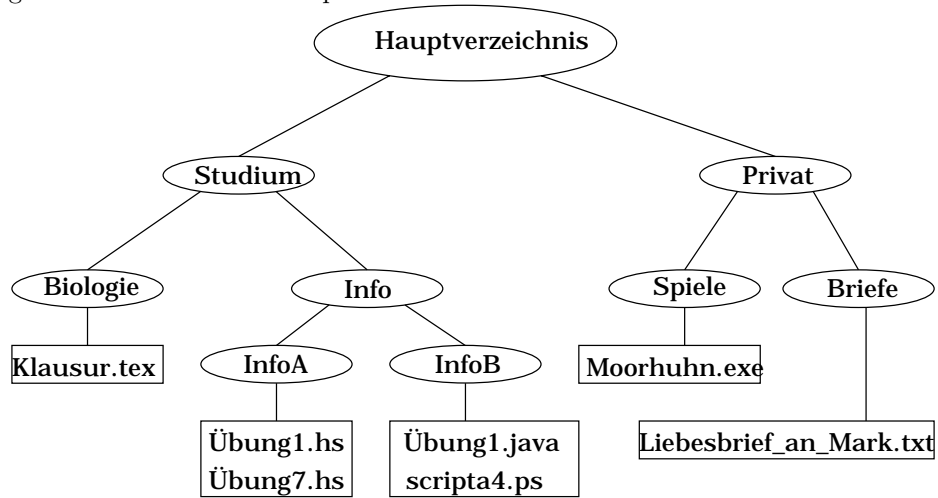 Hauptverzeichnis
Studium
Privat
Biologie
Info
Spiele
Briefe
Klausur.tex
InfoA
InfoB
Moorhuhn.exe
Übung1.hs
Übung7.hs
Übung1.java
scripta4.ps
Liebesbrief_an_Mark.txt